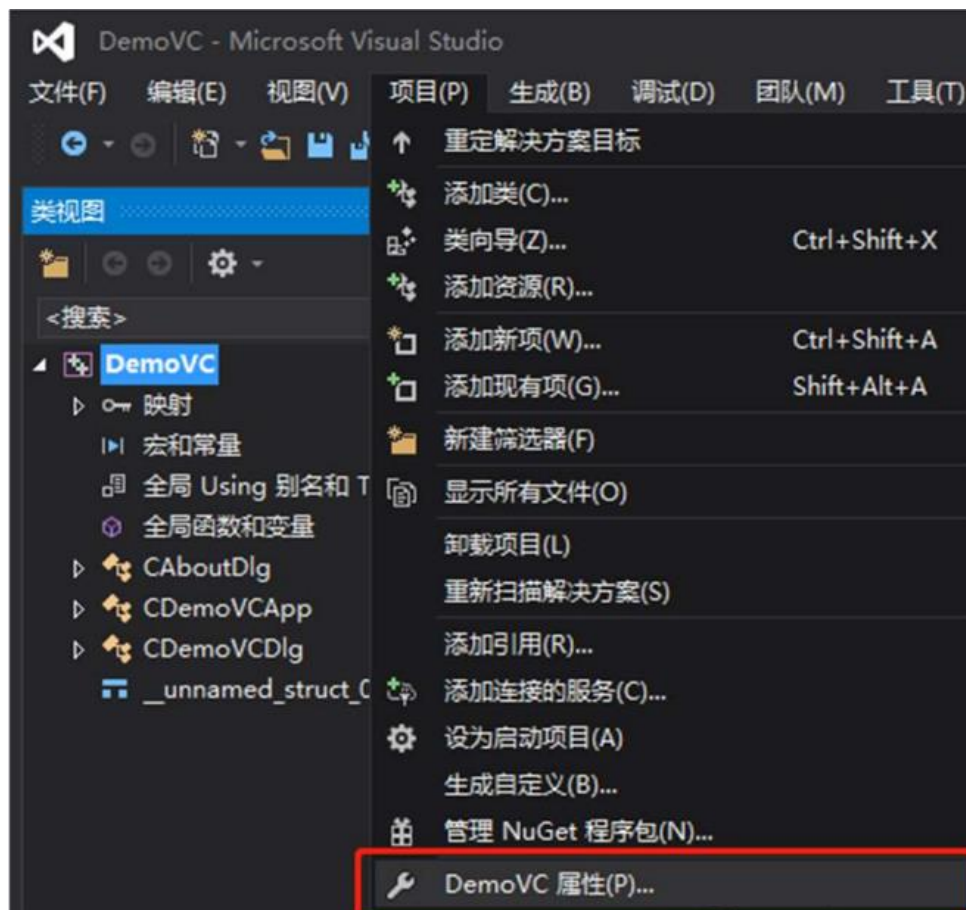 DemoVC - Microsoft Visual Studio
文件(F) 编辑(E) 视图(V) 项目(P) 生成(B) 调试(D) 团队(M) 工具(T)
重定解决方案目标
类视图
添加类(C)...
类向导(Z)... Ctrl+Shift+X
添加资源(R)...
<搜索>
添加新项(W)... Ctrl+Shift+A
添加现有项(G)... Shift+Alt+A
新建筛选器(F)
显示所有文件(O)
卸载项目(L)
重新扫描解决方案(S)
添加引用(R)...
添加连接的服务(C)...
设为启动项目(A)
生成自定义(B)...
管理 NuGet 程序包(N)...
DemoVC 属性(P)...
DemoVC
映射
宏和常量
全局 Using 别名和 T
全局函数和变量
CAboutDlg
CDemoVCApp
CDemoVCDlg
__unnamed_struct_0